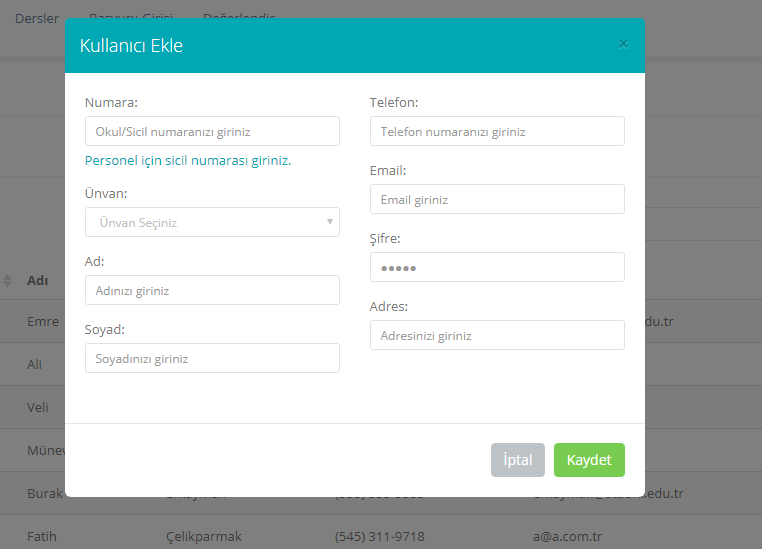 Dersler Başvuru Girişi Değerlendir
Kullanıcı Ekle ×
Numara:
Okul/Sicil numaranızı giriniz
Personel için sicil numarası giriniz.
Ünvan:
Ünvan Seçiniz
Ad:
Adınızı giriniz
Soyad:
Soyadınızı giriniz
Telefon:
Telefon numaranızı giriniz
Email:
Email giriniz
Şifre:
•••••
Adres:
Adresinizi giriniz
İptal Kaydet
Adı
Emre du.tr
Ali
Veli
Münev
Burak .edu.tr
Fatih Çelikparmak (545) 311-9718 a@a.com.tr